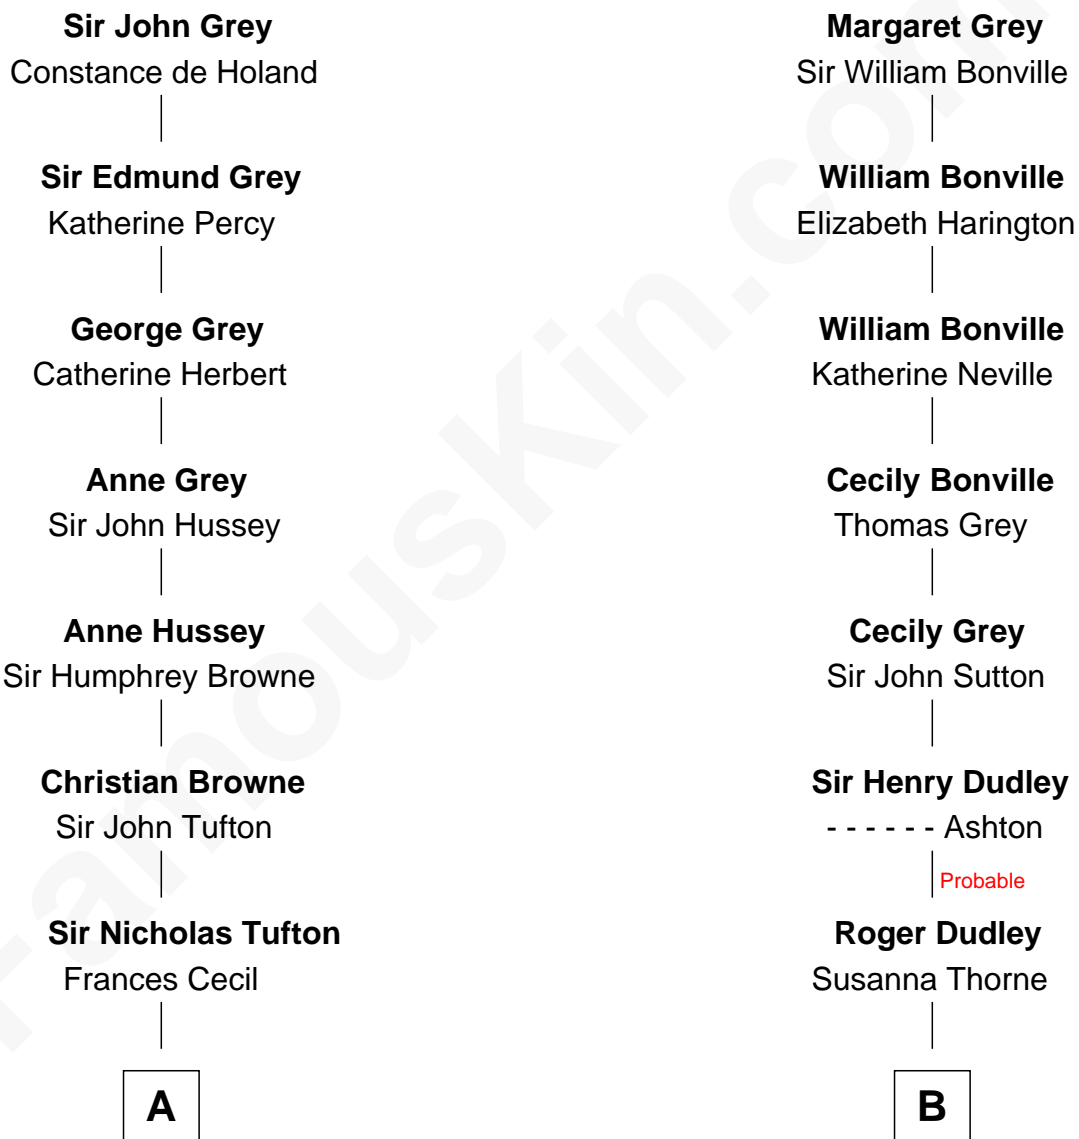 Sir John Grey
Constance de Holand
Sir Edmund Grey
Katherine Percy
George Grey
Catherine Herbert
Anne Grey
Sir John Hussey
Anne Hussey
Sir Humphrey Browne
Christian Browne
Sir John Tufton
Sir Nicholas Tufton
Frances Cecil
A
Margaret Grey
Sir William Bonville
William Bonville
Elizabeth Harington
William Bonville
Katherine Neville
Cecily Bonville
Thomas Grey
Cecily Grey
Sir John Sutton
Sir Henry Dudley
- - - - - - Ashton
Probable
Roger Dudley
Susanna Thorne
B
FamousKin.com